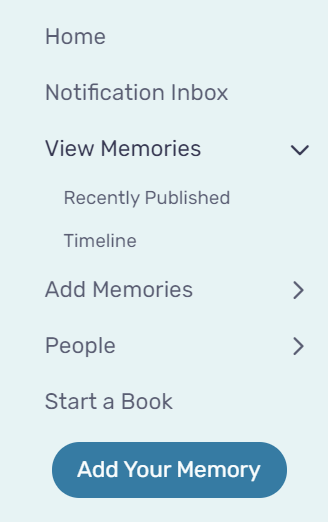 Home
Notification Inbox
View Memories
Recently Published
Timeline
Add Memories
People
Start a Book
Add Your Memory